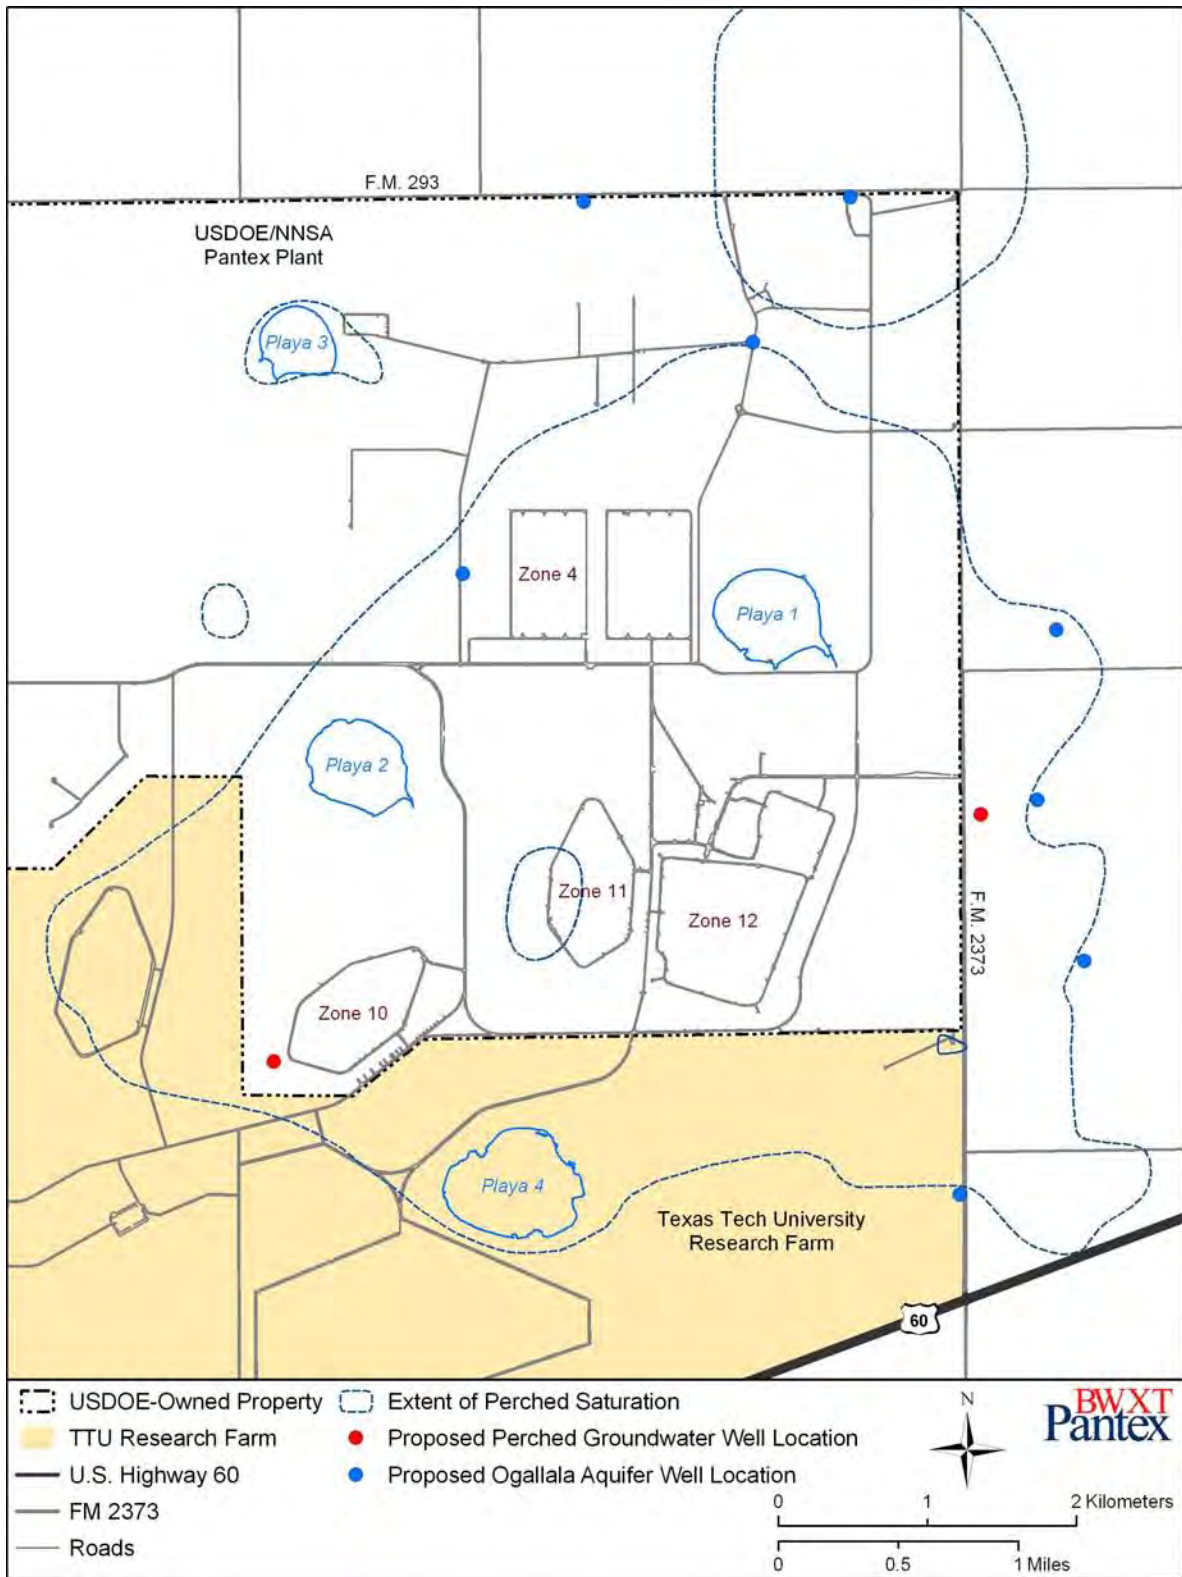 F.M. 293
USDOE/NNSA
Pantex Plant
Playa 3
Zone 4
Playa 1
Playa 2
Zone 11
Zone 12
F.M. 2373
Zone 10
Playa 4
Texas Tech University
Research Farm
60
USDOE-Owned Property
TTU Research Farm
U.S. Highway 60
FM 2373
Roads
Extent of Perched Saturation
Proposed Perched Groundwater Well Location
Proposed Ogallala Aquifer Well Location
N
BWXT
Pantex
0 1 2 Kilometers
0 0.5 1 Miles